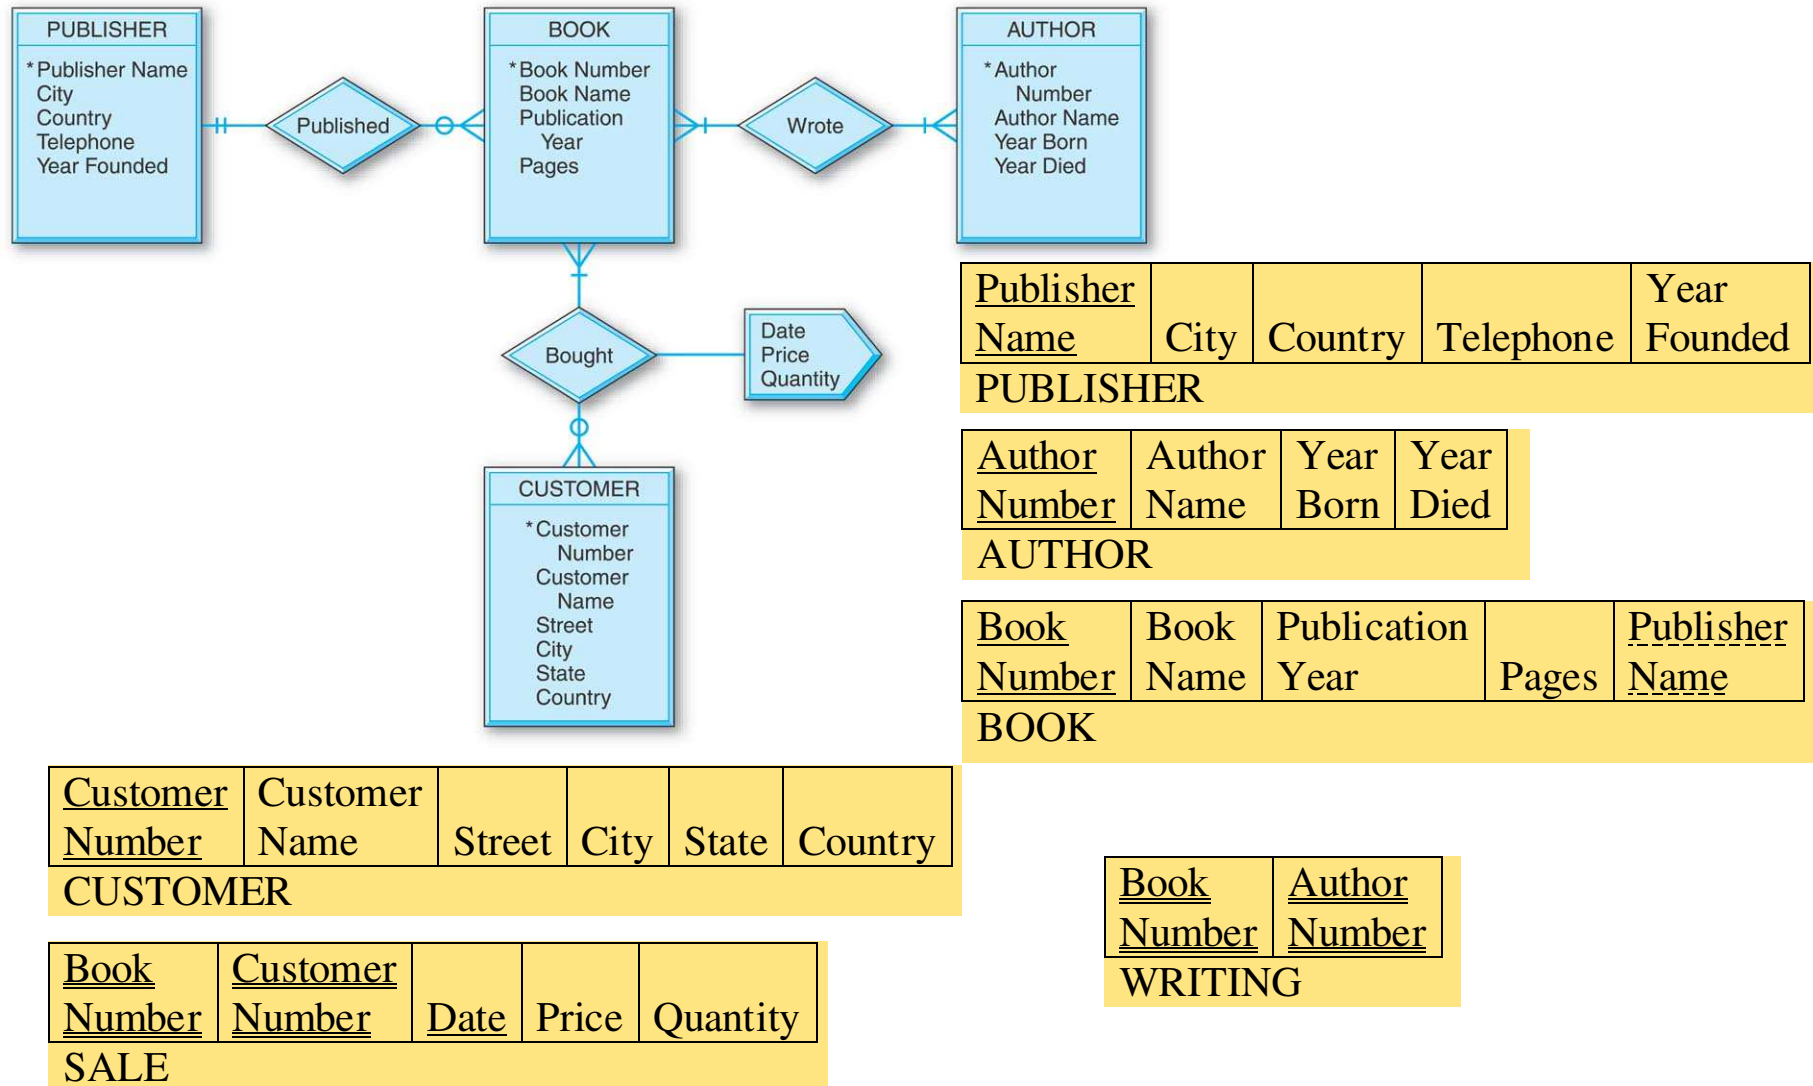 PUBLISHER
*Publisher Name
City
Country
Telephone
Year Founded
Published
BOOK
*Book Number
Book Name
Publication
Year
Pages
Wrote
AUTHOR
*Author
Number
Author Name
Year Born
Year Died
Bought
Date
Price
Quantity
CUSTOMER
*Customer
Number
Customer
Name
Street
City
State
Country
Publisher Year
Name City Country Telephone Founded
PUBLISHER
Author Author Year Year
Number Name Born Died
AUTHOR
Book Book Publication Publisher
Number Name Year Pages Name
BOOK
Customer Customer
Number Name Street City State Country
CUSTOMER
Book Author
Number Number
WRITING
Book Customer
Number Number Date Price Quantity
SALE